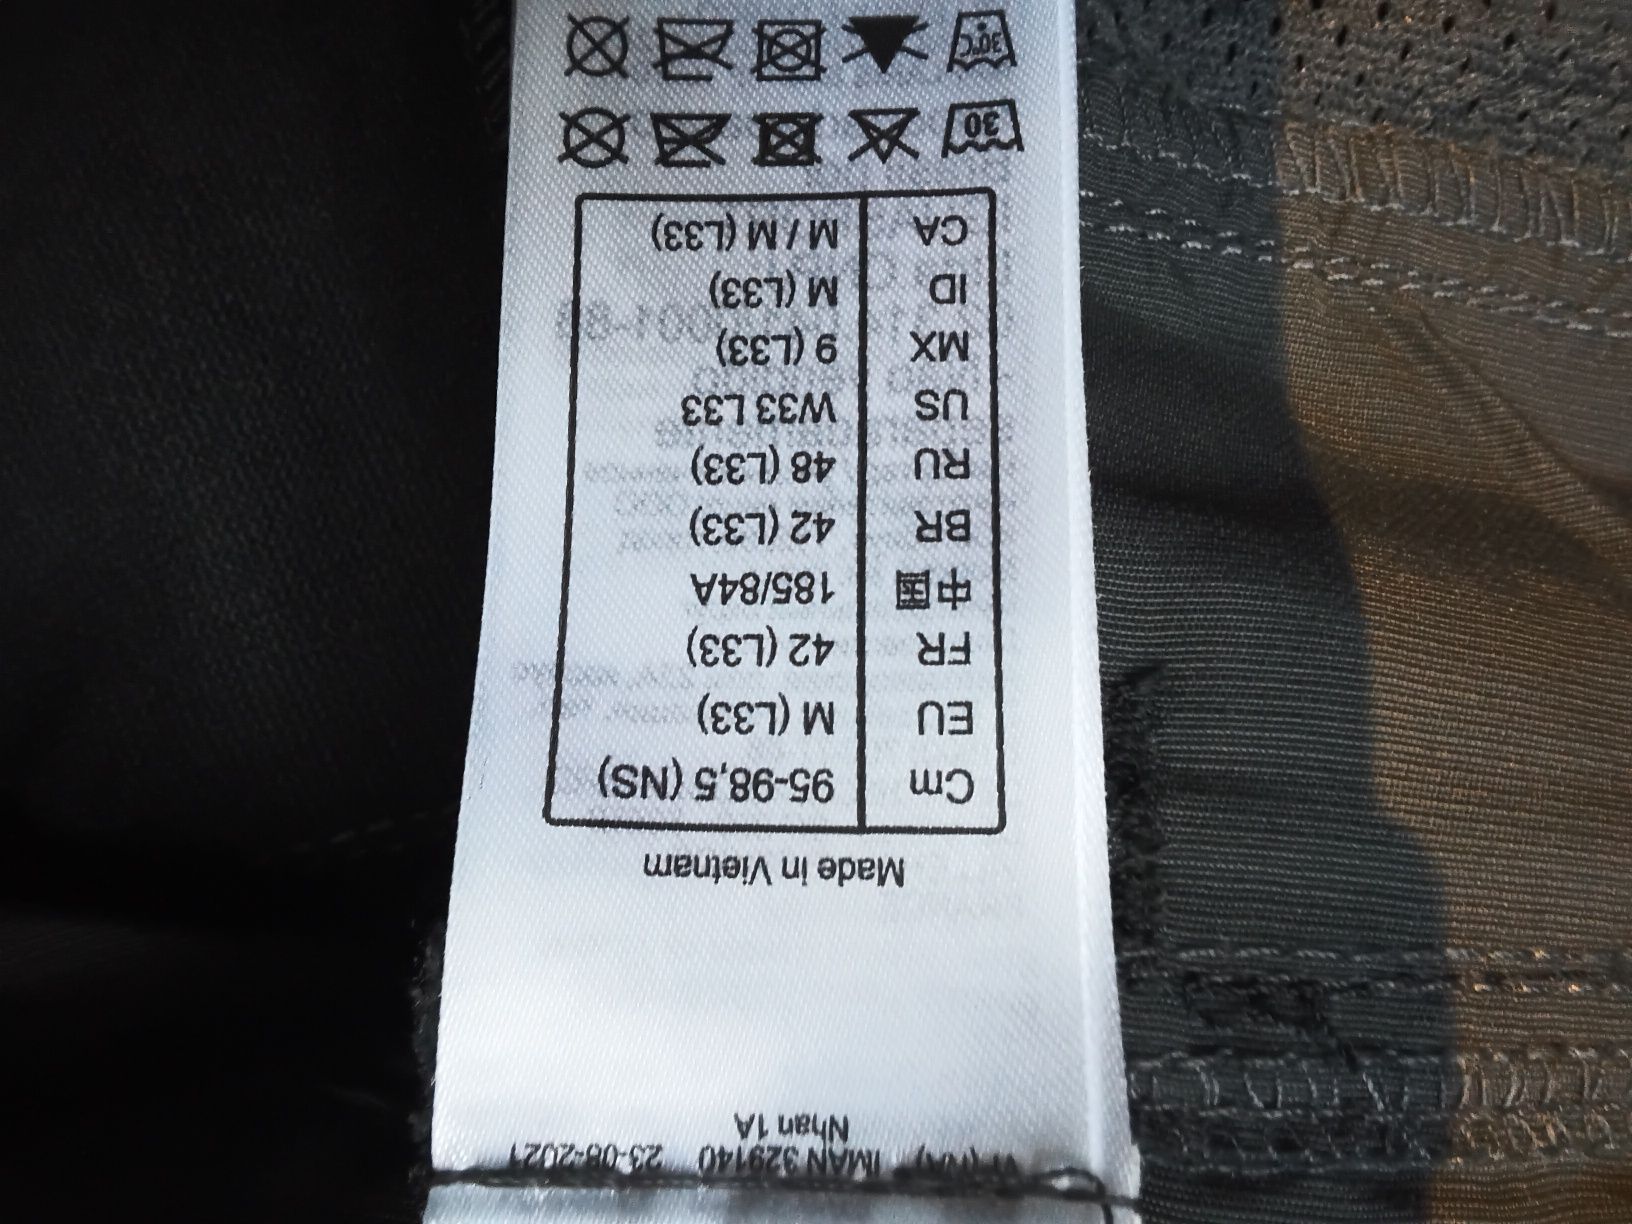 VI (NA) IMAN 329140 23-08-2021
Nhan 1A
Made in Vietnam
Cm 95-98,5 (NS)
EU M (L33)
FR 42 (L33)
中国 185/84A
BR 42 (L33)
RU 48 (L33)
US W33 L33
MX 9 (L33)
ID M (L33)
CA M / M (L33)
30
30°C